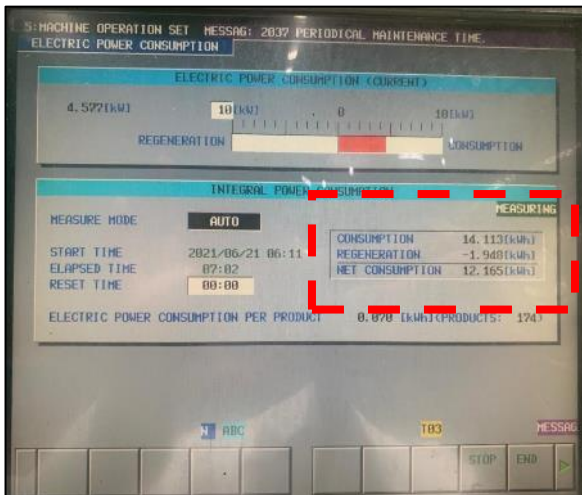 5:MACHINE OPERATION SET MESSAG: 2037 PERIODICAL MAINTENENCE TIME.
ELECTRIC POWER CONSUMPTION
ELECTRIC POWER CONSUMPTION (CURRENT)
4.577[kW] 10[kW] 0 10[kW]
REGENERATION CONSUMPTION
INTEGRAL POWER CONSUMPTION
MEASURING
MEASURE MODE AUTO
CONSUMPTION 14.113[kWh]
START TIME 2021/06/21 06:11 REGENERATION -1.948[kWh]
ELAPSED TIME 07:02 NET CONSUMPTION 12.165[kWh]
RESET TIME 00:00
ELECTRIC POWER CONSUMPTION PER PRODUCT 0.070 [kWh](PRODUCTS: 174)
N ABC T03 MESSAG
STOP END